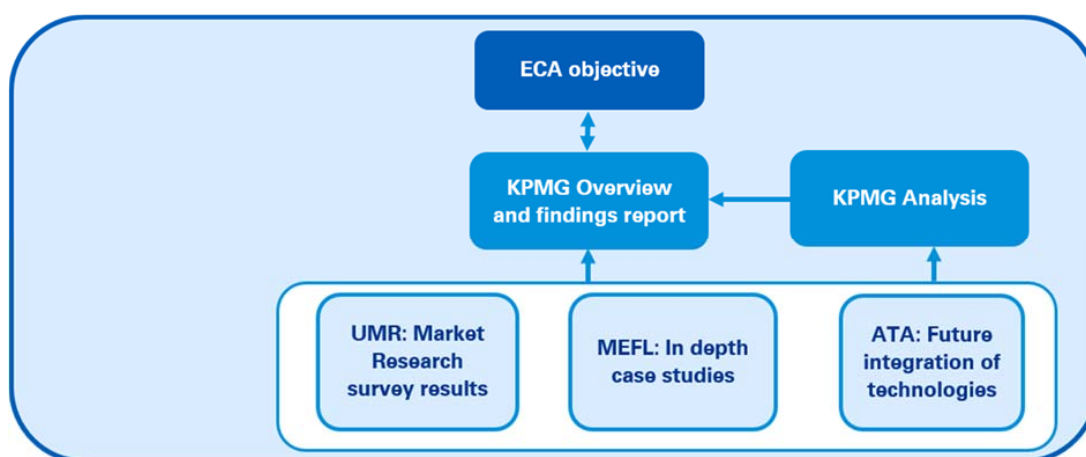 ECA objective
KPMG Overview
and findings report
KPMG Analysis
UMR: Market
Research
survey results
MEFL: In depth
case studies
ATA: Future
integration of
technologies